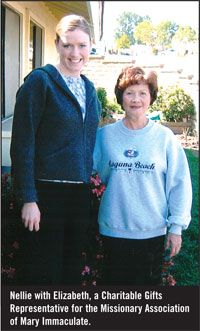 Laguna Beach
Nellie with Elizabeth, a Charitable Gifts
Representative for the Missionary Association
of Mary Immaculate.